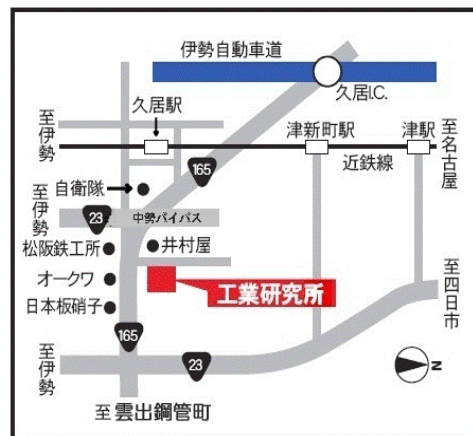 伊勢自動車道
久居I.C.
久居駅
津新町駅
津駅
至伊勢
近鉄線
至名古屋
165
自衛隊
至伊勢
23
中勢バイパス
松阪鉄工所
井村屋
オークワ
工業研究所
日本板硝子
至四日市
165
至伊勢
23
N
至 雲出鋼管町